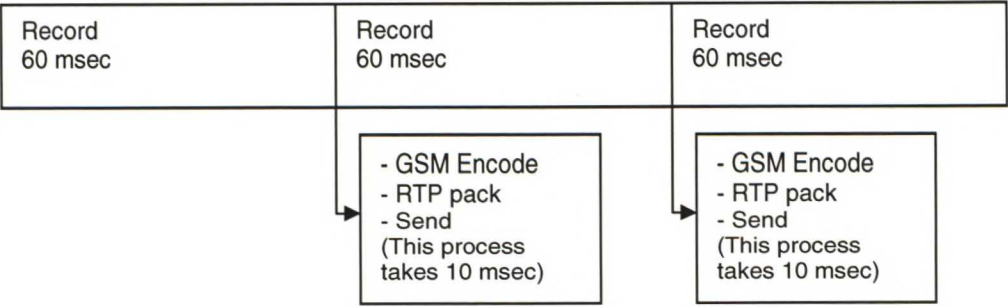 Record
60 msec
Record
60 msec
Record
60 msec
- GSM Encode
- RTP pack
- Send
(This process
takes 10 msec)
- GSM Encode
- RTP pack
- Send
(This process
takes 10 msec)